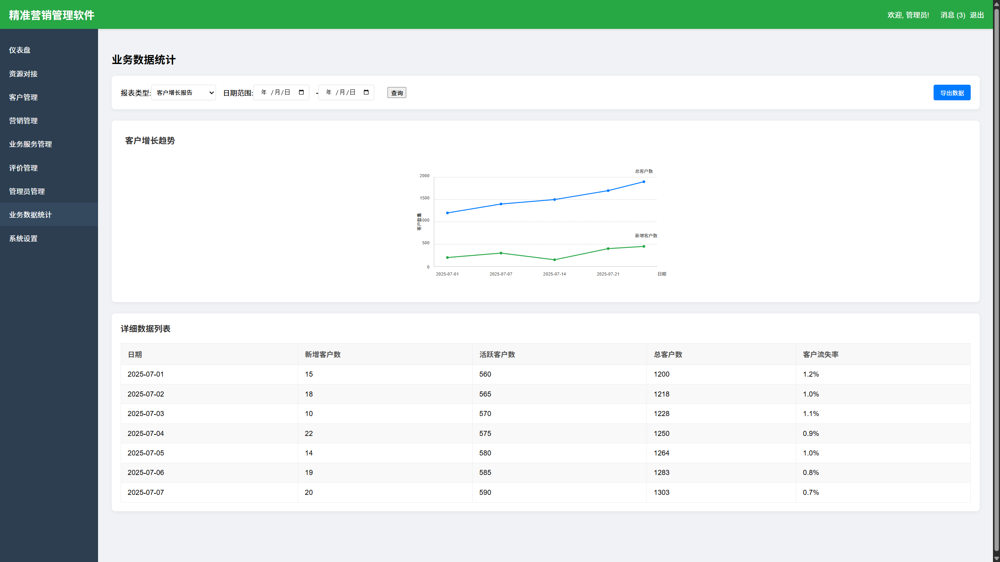 精准营销管理软件
欢迎, 管理员! 消息 (3) 退出
仪表盘
资源对接
客户管理
营销管理
业务服务管理
评价管理
管理员管理
业务数据统计
系统设置
业务数据统计
报表类型: 客户增长报告 日期范围: 年 /月/日 - 年 /月/日 查询 导出数据
客户增长趋势
总客户数
2000
1500
1000
客户数量
新增客户数
500
0
2025-07-01 2025-07-07 2025-07-14 2025-07-21 日期
详细数据列表
日期 新增客户数 活跃客户数 总客户数 客户流失率
2025-07-01 15 560 1200 1.2%
2025-07-02 18 565 1218 1.0%
2025-07-03 10 570 1228 1.1%
2025-07-04 22 575 1250 0.9%
2025-07-05 14 580 1264 1.0%
2025-07-06 19 585 1283 0.8%
2025-07-07 20 590 1303 0.7%